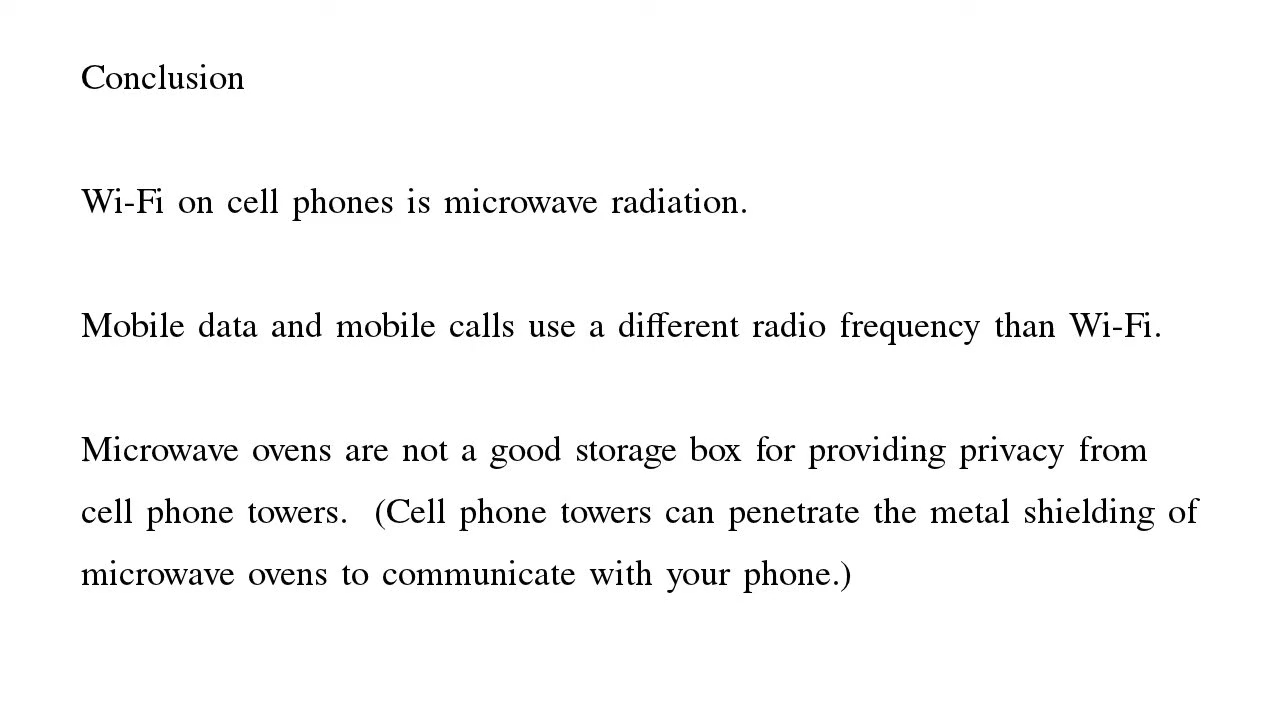 Conclusion
Wi-Fi on cell phones is microwave radiation.
Mobile data and mobile calls use a different radio frequency than Wi-Fi.
Microwave ovens are not a good storage box for providing privacy from
cell phone towers.  (Cell phone towers can penetrate the metal shielding of
microwave ovens to communicate with your phone.)